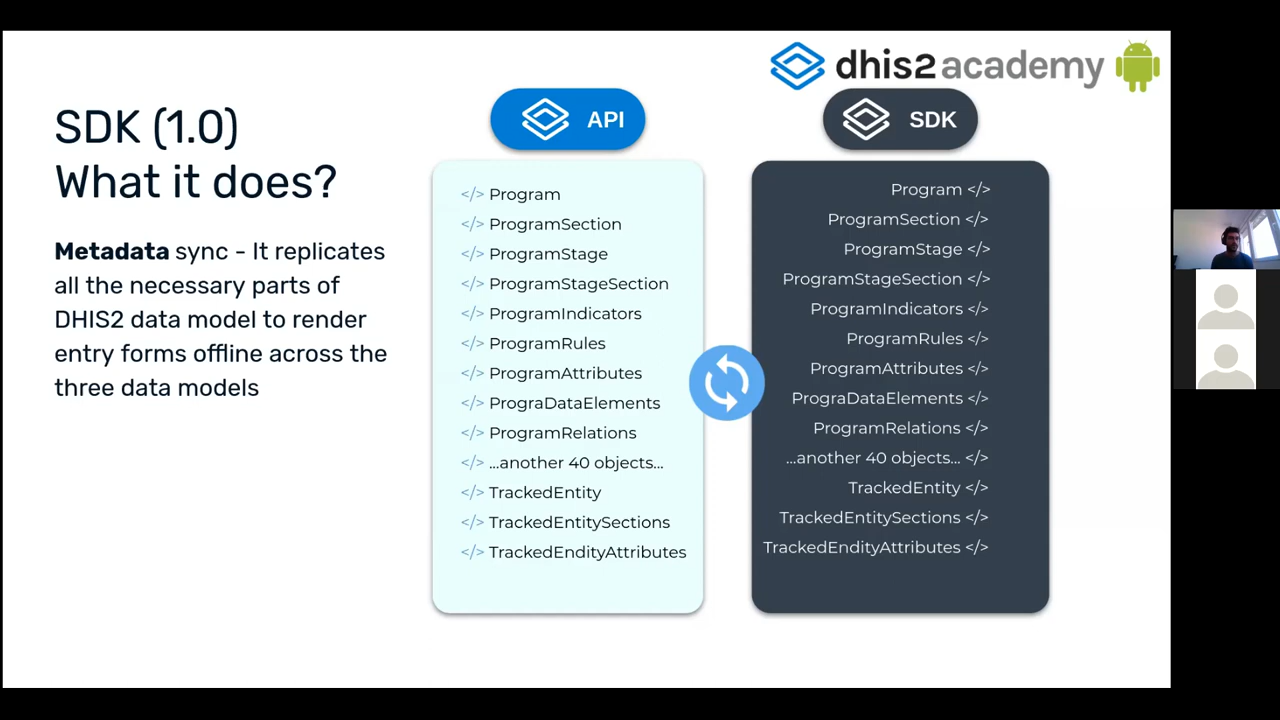 dhis2 academy
SDK (1.0)
What it does?
Metadata sync - It replicates
all the necessary parts of
DHIS2 data model to render
entry forms offline across the
three data models
API
</> Program
</> ProgramSection
</> ProgramStage
</> ProgramStageSection
</> ProgramIndicators
</> ProgramRules
</> ProgramAttributes
</> PrograDataElements
</> ProgramRelations
</> ...another 40 objects...
</> TrackedEntity
</> TrackedEntitySections
</> TrackedEndityAttributes
SDK
Program </>
ProgramSection </>
ProgramStage </>
ProgramStageSection </>
ProgramIndicators </>
ProgramRules </>
ProgramAttributes </>
PrograDataElements </>
ProgramRelations </>
...another 40 objects... </>
TrackedEntity </>
TrackedEntitySections </>
TrackedEndityAttributes </>